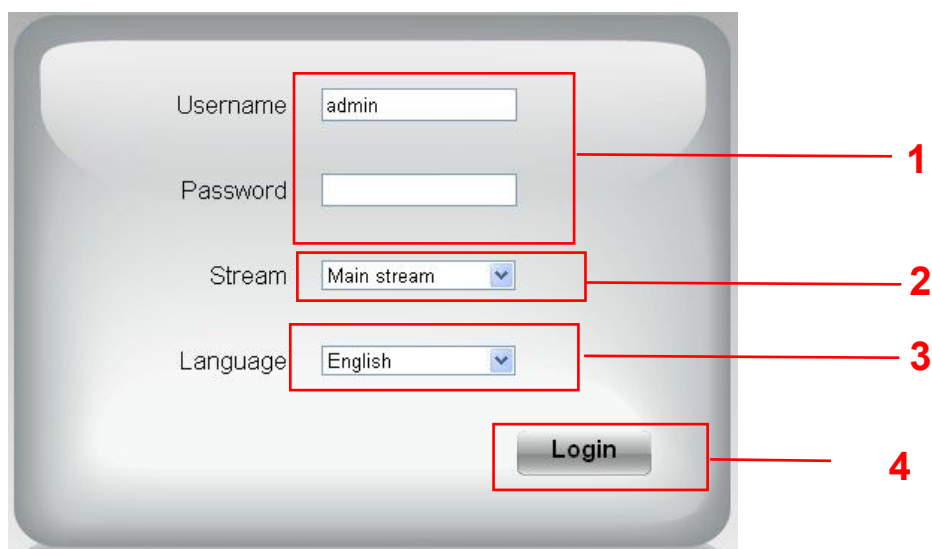 Username admin
1
Password
Stream Main stream
2
Language English
3
Login
4